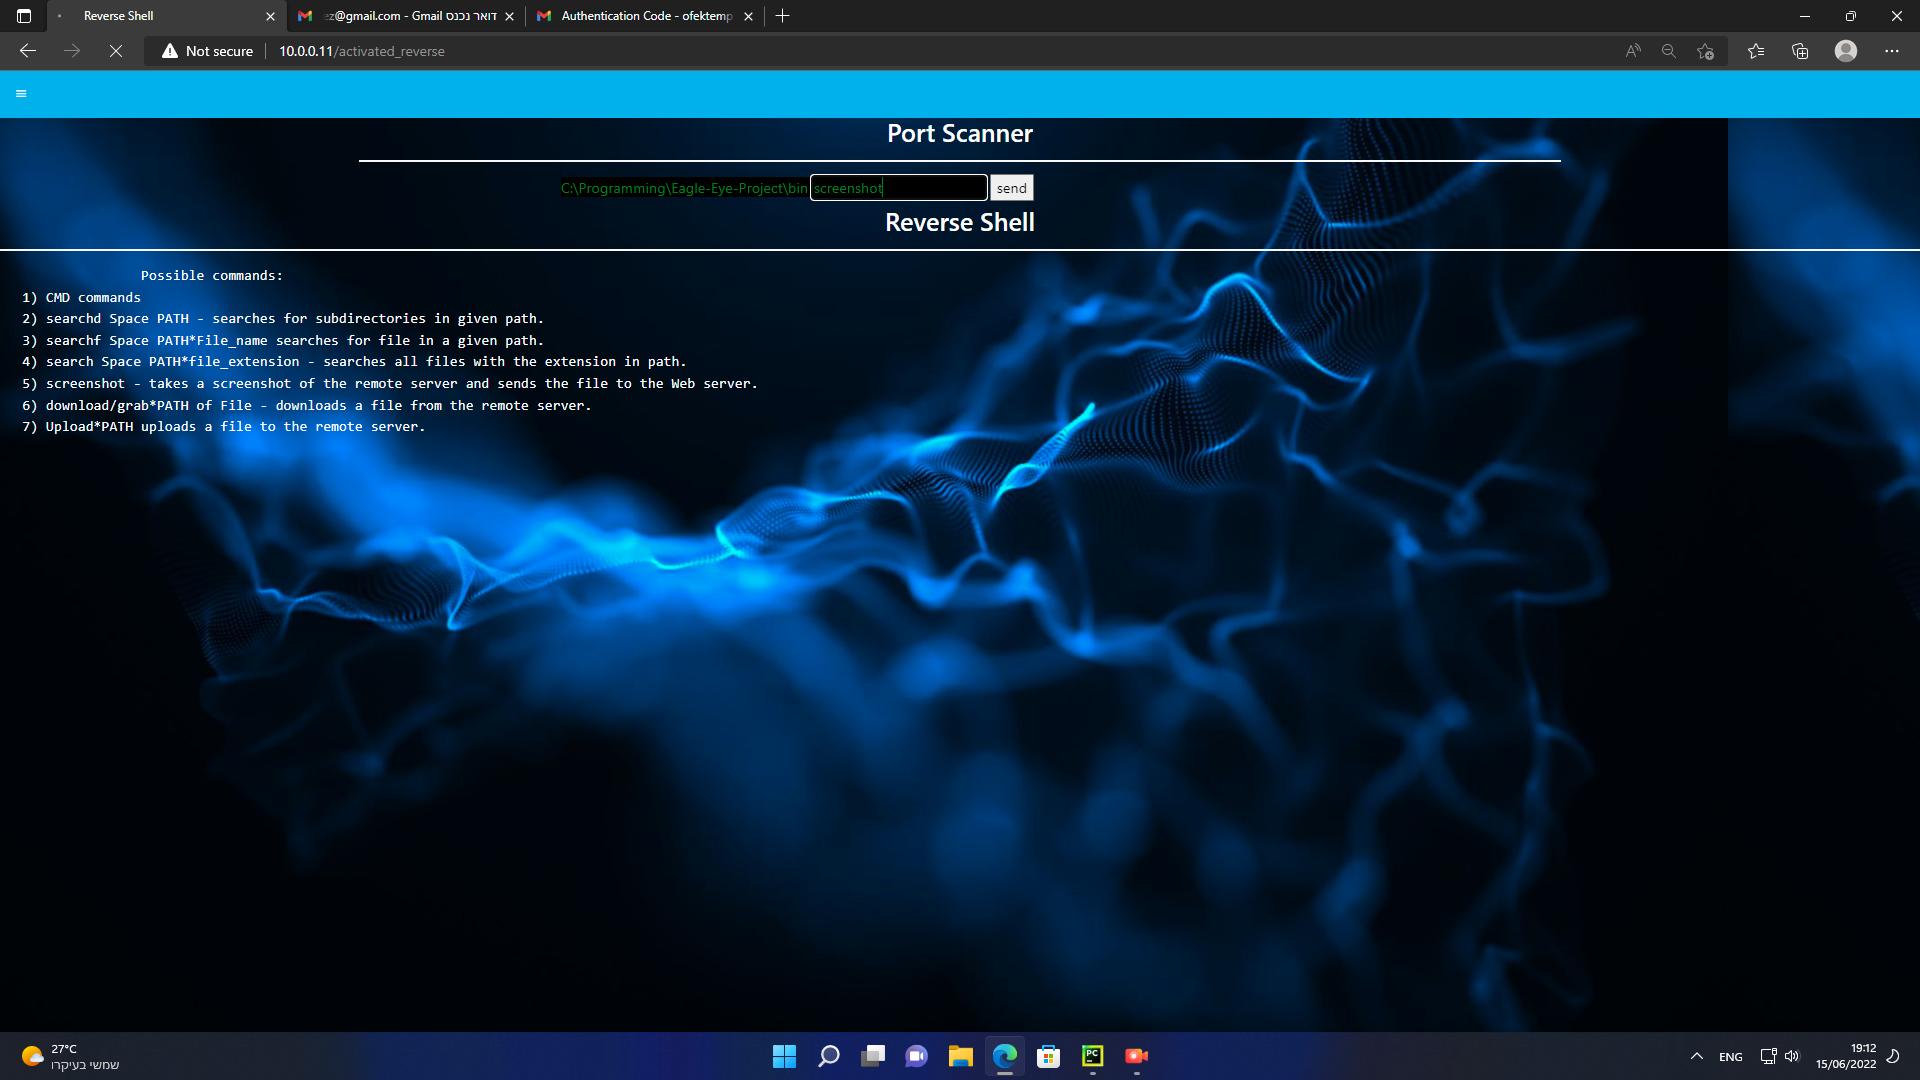 Reverse Shell
ez@gmail.com - Gmail דואר נכנס
Authentication Code - ofektemp
Not secure
10.0.0.11/activated_reverse
Port Scanner
C:\Programming\Eagle-Eye-Project\bin screenshot send
Reverse Shell
Possible commands:
1) CMD commands
2) searchd Space PATH - searches for subdirectories in given path.
3) searchf Space PATH*File_name searches for file in a given path.
4) search Space PATH*file_extension - searches all files with the extension in path.
5) screenshot - takes a screenshot of the remote server and sends the file to the Web server.
6) download/grab*PATH of File - downloads a file from the remote server.
7) Upload*PATH uploads a file to the remote server.
27°C
שמשי בעיקרו
PC
ENG
19:12
15/06/2022